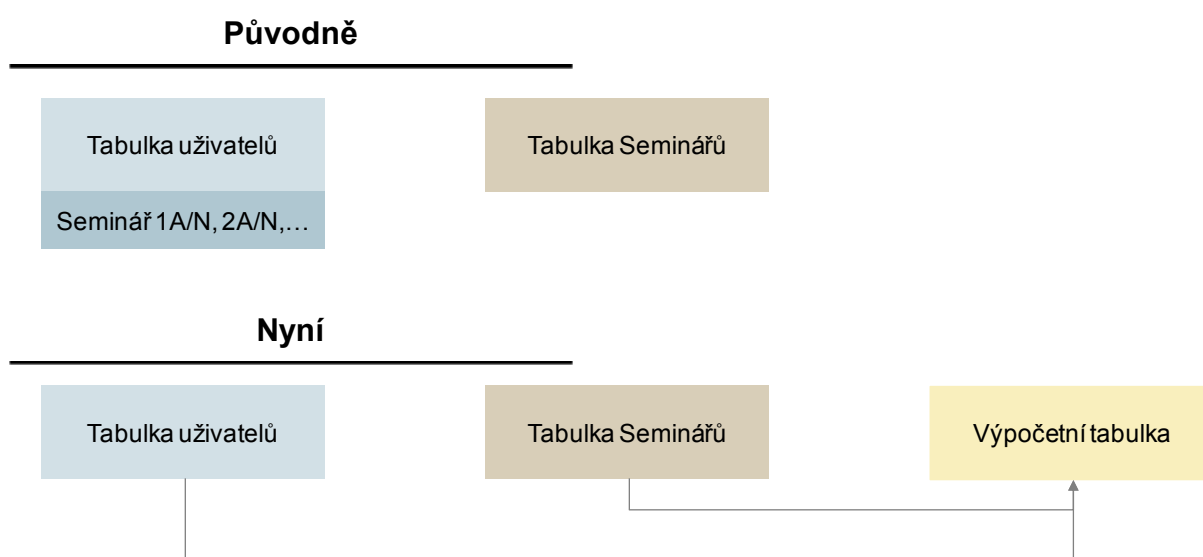 Původně
Tabulka uživatelů
Tabulka Seminářů
Seminář 1A/N, 2A/N,…
Nyní
Tabulka uživatelů
Tabulka Seminářů
Výpočetní tabulka